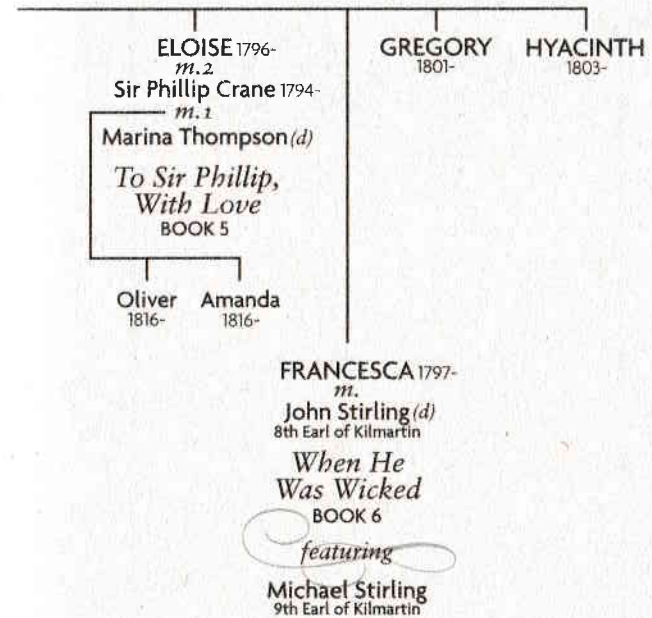 ELOISE 1796-
m.2
Sir Phillip Crane 1794-
m.1
Marina Thompson (d)
To Sir Phillip,
With Love
BOOK 5
Oliver
1816-
Amanda
1816-
GREGORY
1801-
HYACINTH
1803-
FRANCESCA 1797-
m.
John Stirling (d)
8th Earl of Kilmartin
When He
Was Wicked
BOOK 6
featuring
Michael Stirling
9th Earl of Kilmartin